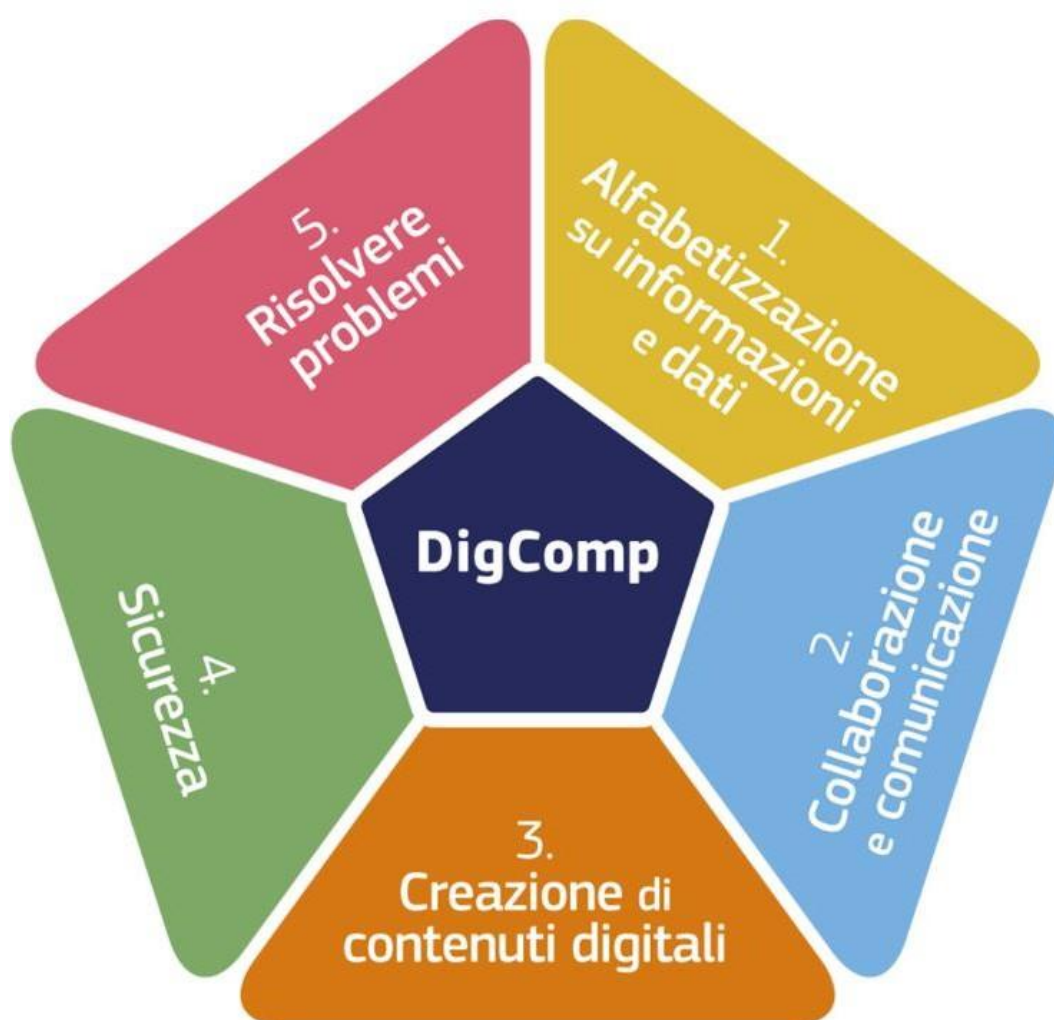 1.
Alfabetizzazione
su informazioni
e dati
2.
Collaborazione
e comunicazione
3.
Creazione di
contenuti digitali
4.
Sicurezza
5.
Risolvere
problemi
DigComp